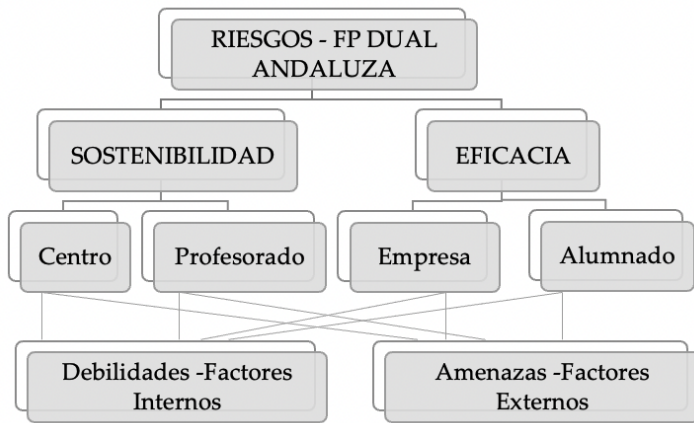 RIESGOS - FP DUAL
ANDALUZA
SOSTENIBILIDAD
EFICACIA
Centro
Profesorado
Empresa
Alumnado
Debilidades -Factores
Internos
Amenazas -Factores
Externos